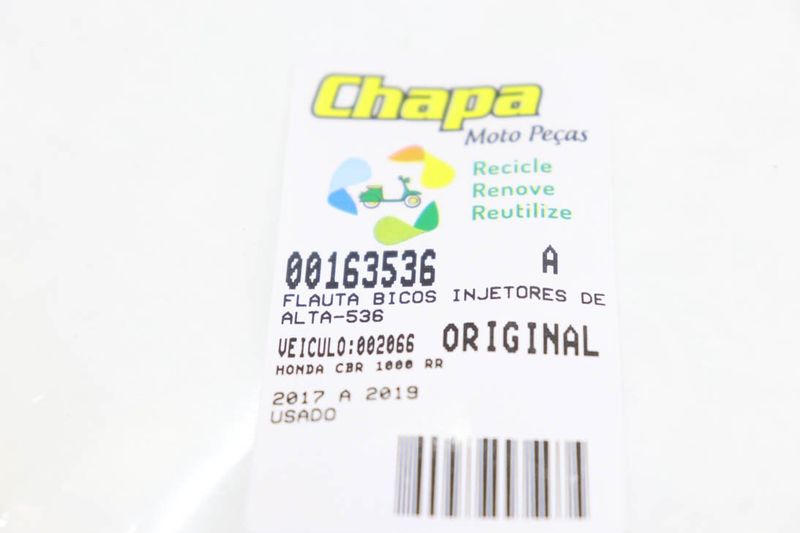 Chapa
Moto Peças
Recicle
Renove
Reutilize
00163536 A
FLAUTA BICOS INJETORES DE
ALTA-536
VEICULO:002066 ORIGINAL
HONDA CBR 1000 RR
2017 A 2019
USADO